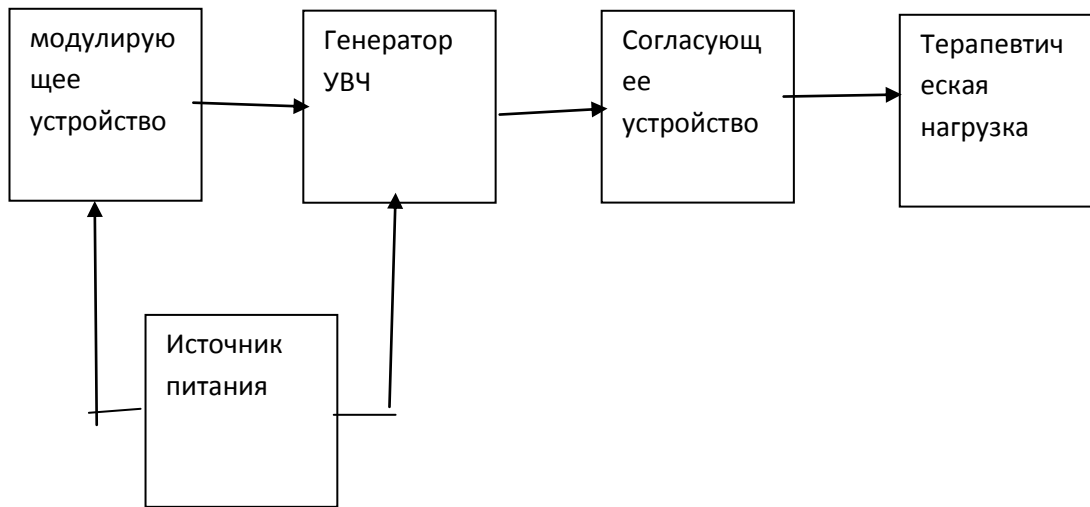 модулирую
щее
устройство
Генератор
УВЧ
Согласующ
ее
устройство
Терапевтич
еская
нагрузка
Источник
питания